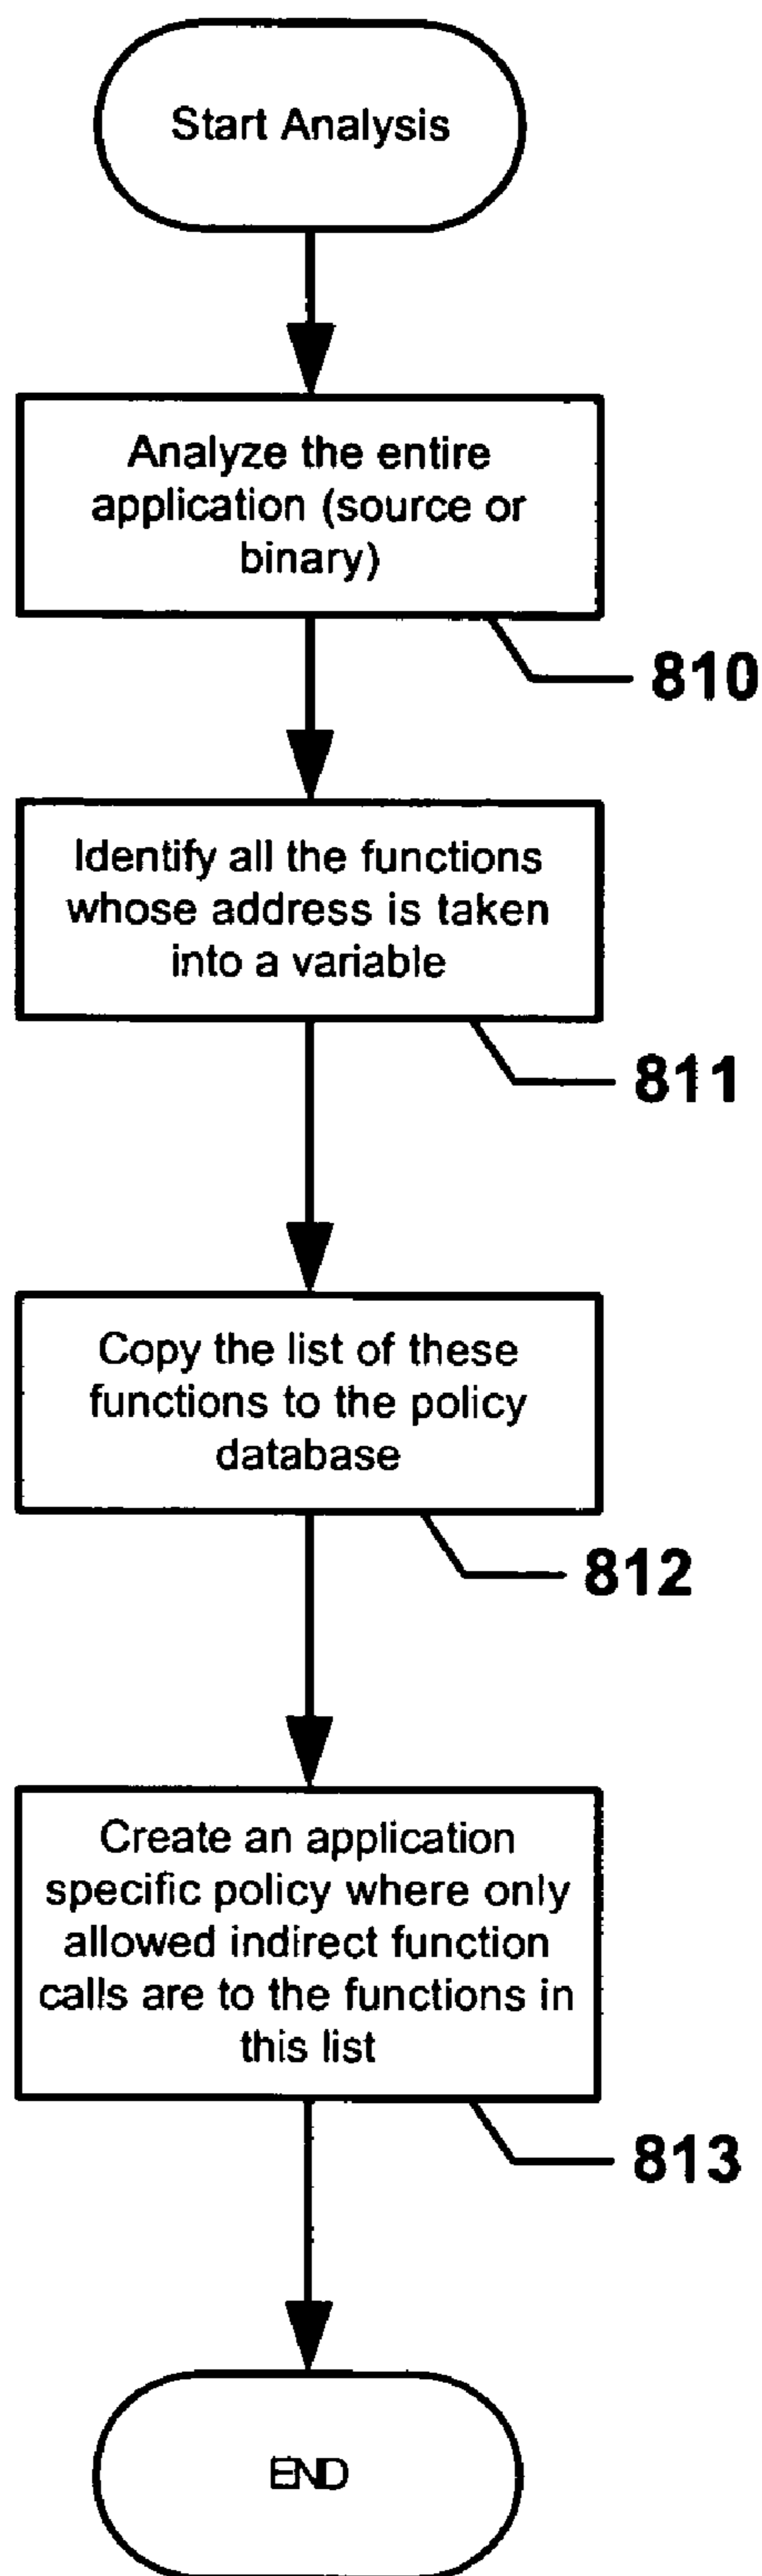 Start Analysis
Analyze the entire
application (source or
binary)
810
Identify all the functions
whose address is taken
into a variable
811
Copy the list of these
functions to the policy
database
812
Create an application
specific policy where only
allowed indirect function
calls are to the functions in
this list
813
END